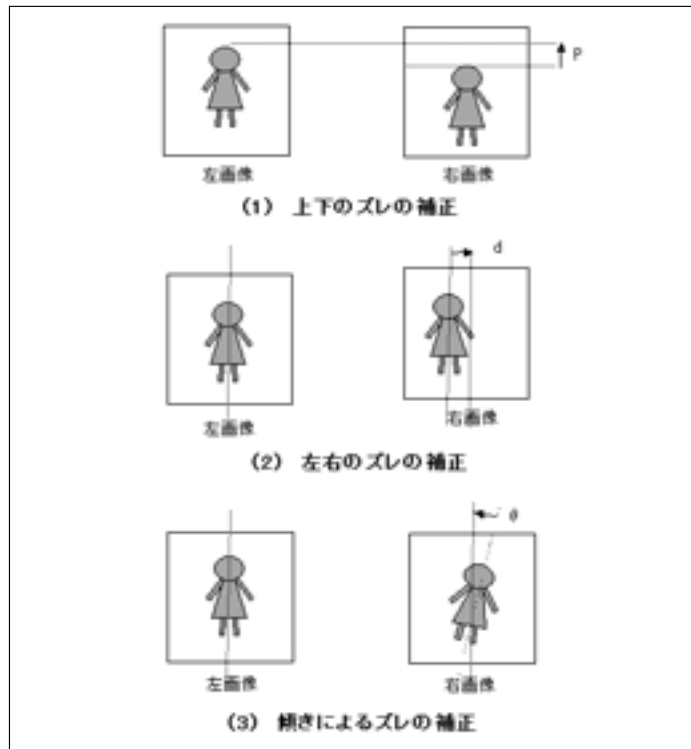 P
左画像 右画像
(1) 上下のズレの補正
d
左画像 右画像
(2) 左右のズレの補正
θ
左画像 右画像
(3) 傾きによるズレの補正